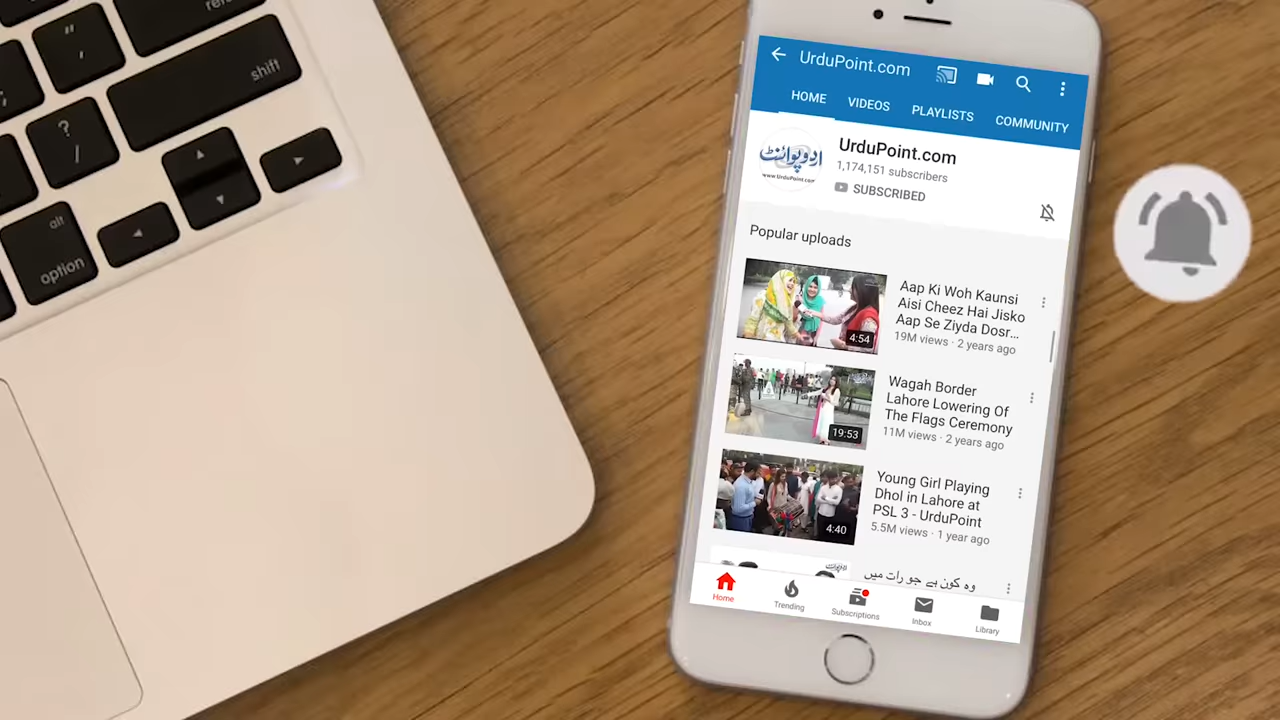 shift
"
,
;
?
/
alt
option
UrduPoint.com
HOME VIDEOS PLAYLISTS COMMUNITY
اردوپوائنٹ
www.UrduPoint.com
UrduPoint.com
1,174,151 subscribers
SUBSCRIBED
Popular uploads
4:54
Aap Ki Woh Kaunsi
Aisi Cheez Hai Jisko
Aap Se Ziyda Dosr...
19M views · 2 years ago
19:53
Wagah Border
Lahore Lowering Of
The Flags Ceremony
11M views · 2 years ago
4:40
Young Girl Playing
Dhol in Lahore at
PSL 3 - UrduPoint
5.5M views · 1 year ago
وہ کون ہے جو رات میں
Home Trending Subscriptions Inbox Library